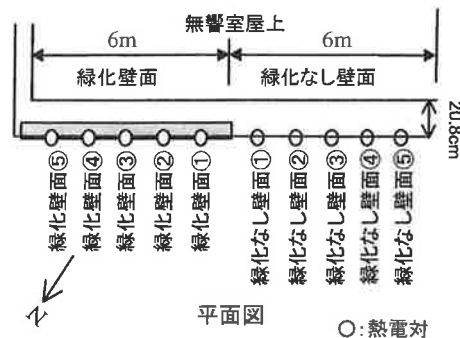 無響室屋上
6m
6m
緑化壁面
緑化なし壁面
20.8cm
緑化壁面⑤
緑化壁面④
緑化壁面③
緑化壁面②
緑化壁面①
緑化なし壁面①
緑化なし壁面②
緑化なし壁面③
緑化なし壁面④
緑化なし壁面⑤
N
平面図
○:熱電対